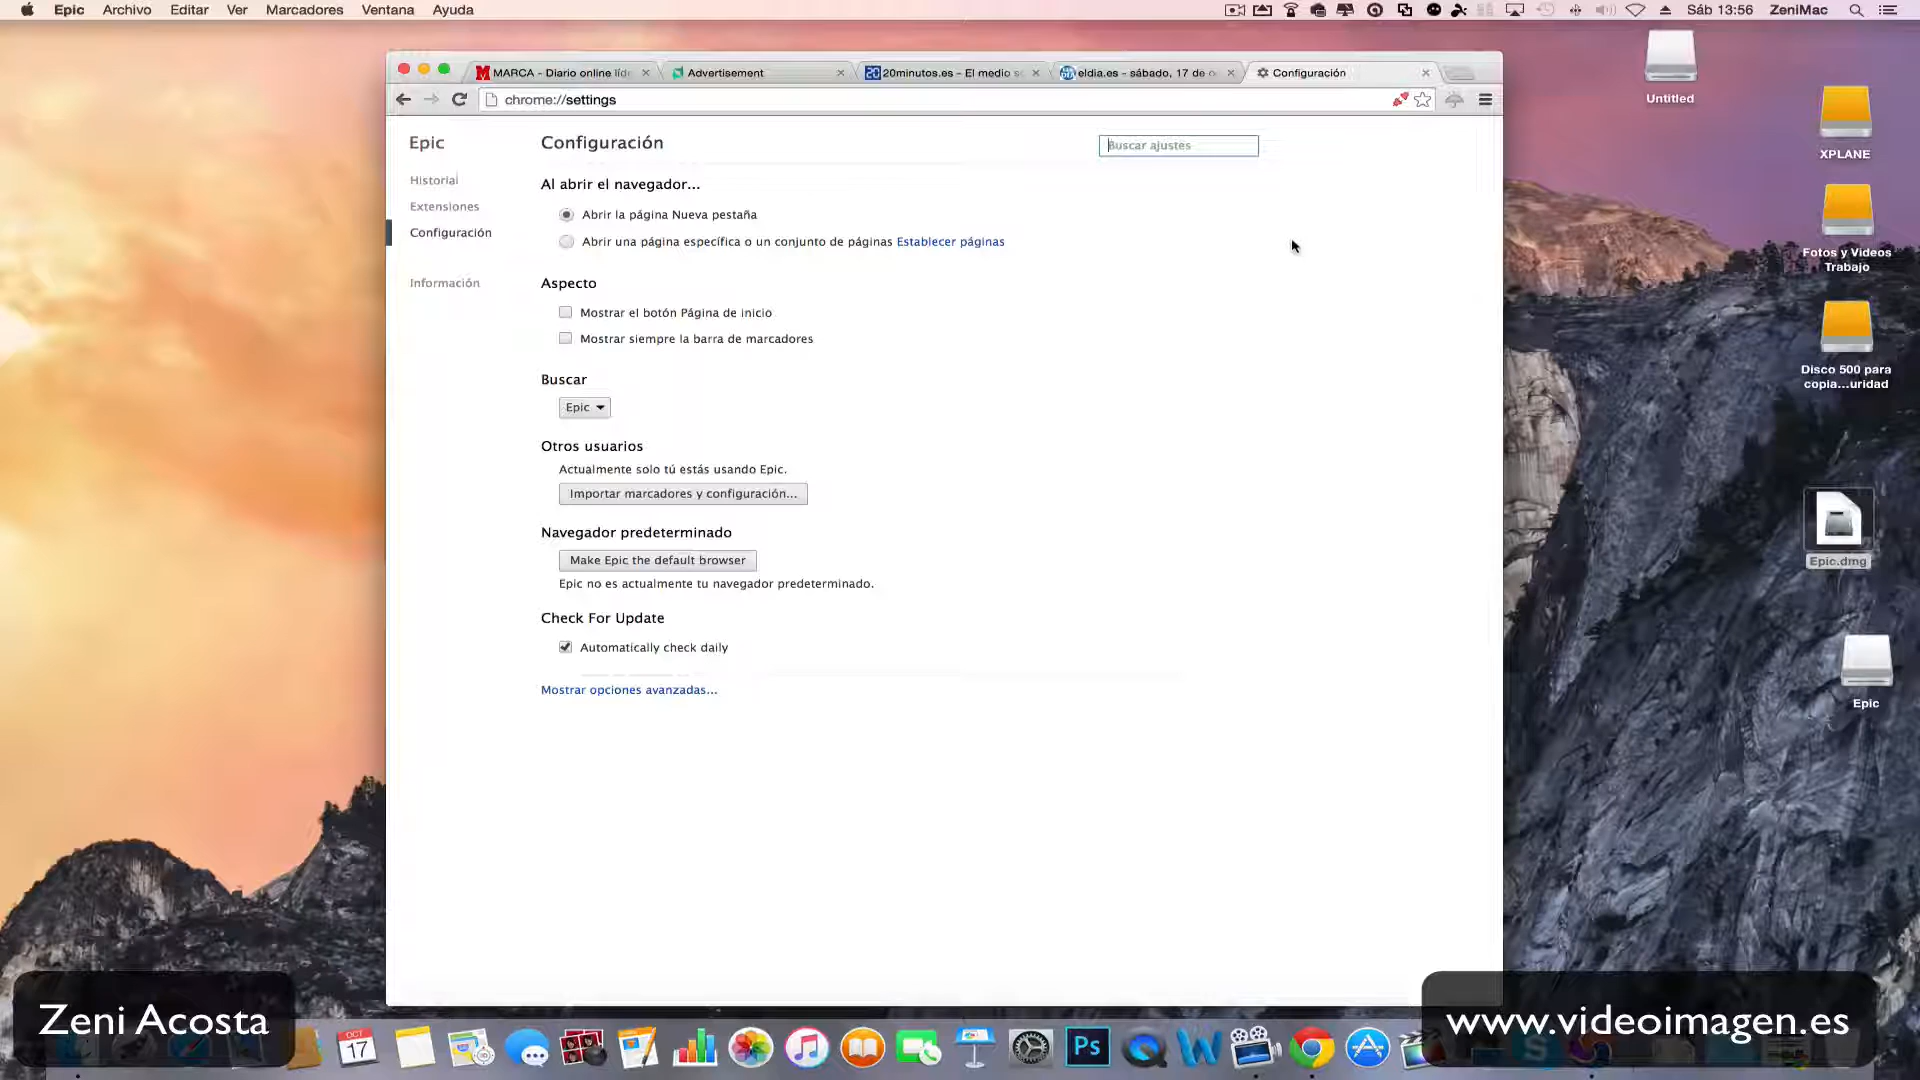 Epic Archivo Editar Ver Marcadores Ventana Ayuda
Sáb 13:56 ZeniMac
MARCA - Diario online líd
Advertisement
20minutos.es - El medio s
eldia.es - sábado, 17 de o
Configuración
chrome://settings
Epic
Configuración
Buscar ajustes
Historial
Extensiones
Configuración
Información
Al abrir el navegador...
Abrir la página Nueva pestaña
Abrir una página específica o un conjunto de páginas Establecer páginas
Aspecto
Mostrar el botón Página de inicio
Mostrar siempre la barra de marcadores
Buscar
Epic
Otros usuarios
Actualmente solo tú estás usando Epic.
Importar marcadores y configuración...
Navegador predeterminado
Make Epic the default browser
Epic no es actualmente tu navegador predeterminado.
Check For Update
Automatically check daily
Mostrar opciones avanzadas...
Untitled
XPLANE
Fotos y Videos
Trabajo
Disco 500 para
copia...uridad
Epic.dmg
Epic
Zeni Acosta
www.videoimagen.es
OCT
17
Ps